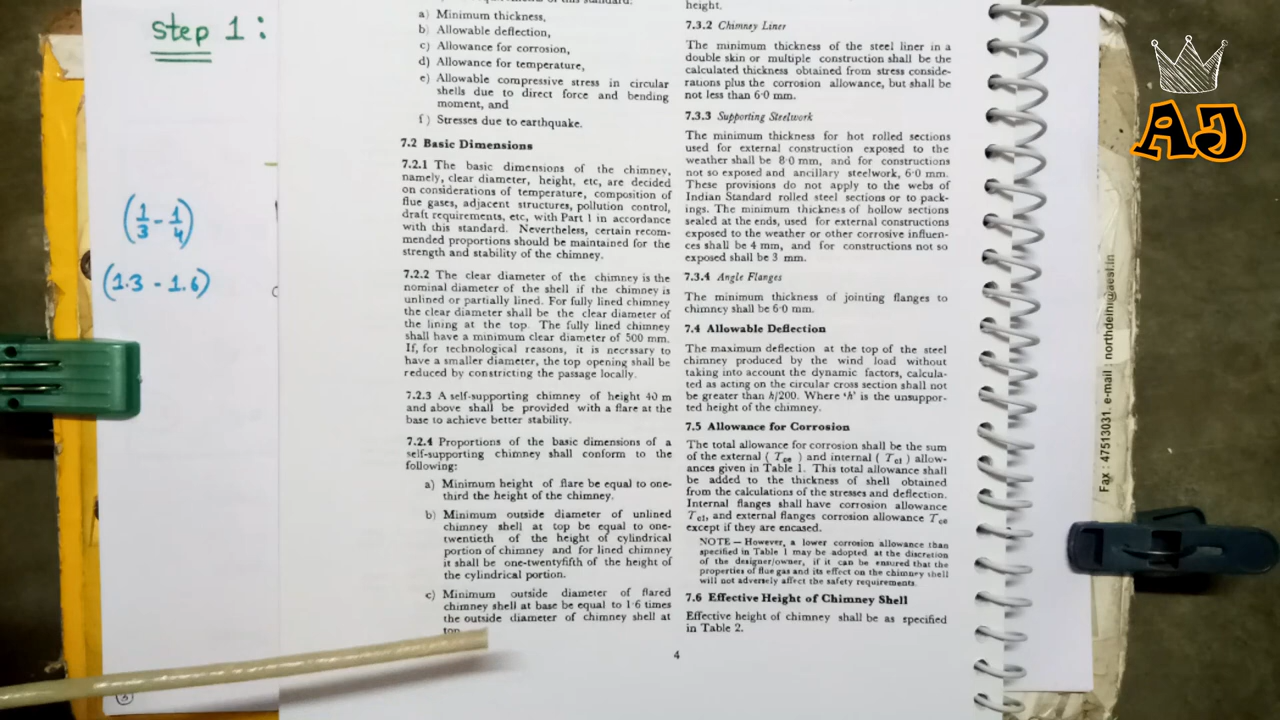 step 1 :
(1/3 - 1/4)
(1.3 - 1.6)
a) Minimum thickness,
b) Allowable deflection,
c) Allowance for corrosion,
d) Allowance for temperature,
e) Allowable compressive stress in circular
shells due to direct force and bending
moment, and
f) Stresses due to earthquake.
7.2 Basic Dimensions
7.2.1 The basic dimensions of the chimney,
namely, clear diameter, height, etc, are decided
on considerations of temperature, composition of
flue gases, adjacent structures, pollution control,
draft requirements, etc, with Part 1 in accordance
with this standard. Nevertheless, certain recom-
mended proportions should be maintained for the
strength and stability of the chimney.
7.2.2 The clear diameter of the chimney is the
nominal diameter of the shell if the chimney is
unlined or partially lined. For fully lined chimney
the clear diameter shall be the clear diameter of
the lining at the top. The fully lined chimney
shall have a minimum clear diameter of 500 mm.
If, for technological reasons, it is necessary to
have a smaller diameter, the top opening shall be
reduced by constricting the passage locally.
7.2.3 A self-supporting chimney of height 40 m
and above shall be provided with a flare at the
base to achieve better stability.
7.2.4 Proportions of the basic dimensions of a
self-supporting chimney shall conform to the
following:
a) Minimum height of flare be equal to one-
third the height of the chimney.
b) Minimum outside diameter of unlined
chimney shell at top be equal to one-
twentieth of the height of cylindrical
portion of chimney and for lined chimney
it shall be one-twentyfifth of the height of
the cylindrical portion.
c) Minimum outside diameter of flared
chimney shell at base be equal to 1·6 times
the outside diameter of chimney shell at
top.
height.
7.3.2 Chimney Liner
The minimum thickness of the steel liner in a
double skin or multiple construction shall be the
calculated thickness obtained from stress conside-
rations plus the corrosion allowance, but shall be
not less than 6·0 mm.
7.3.3 Supporting Steelwork
The minimum thickness for hot rolled sections
used for external construction exposed to the
weather shall be 8·0 mm, and for constructions
not so exposed and ancillary steelwork, 6·0 mm.
These provisions do not apply to the webs of
Indian Standard rolled steel sections or to pack-
ings. The minimum thickness of hollow sections
sealed at the ends, used for external constructions
exposed to the weather or other corrosive influen-
ces shall be 4 mm, and for constructions not so
exposed shall be 3 mm.
7.3.4 Angle Flanges
The minimum thickness of jointing flanges to
chimney shall be 6·0 mm.
7.4 Allowable Deflection
The maximum deflection at the top of the steel
chimney produced by the wind load without
taking into account the dynamic factors, calcula-
ted as acting on the circular cross section shall not
be greater than h/200. Where 'h' is the unsuppor-
ted height of the chimney.
7.5 Allowance for Corrosion
The total allowance for corrosion shall be the sum
of the external ( Tce ) and internal ( Tci ) allow-
ances given in Table 1. This total allowance shall
be added to the thickness of shell obtained
from the calculations of the stresses and deflection.
Internal flanges shall have corrosion allowance
Tci, and external flanges corrosion allowance Tce
except if they are encased.
NOTE — However, a lower corrosion allowance than
specified in Table 1 may be adopted at the discretion
of the designer/owner, if it can be ensured that the
properties of flue gas and its effect on the chimney shell
will not adversely affect the safety requirements.
7.6 Effective Height of Chimney Shell
Effective height of chimney shall be as specified
in Table 2.
4
Fax : 47513031. e-mail : northdelhi@aesl.in
AJ